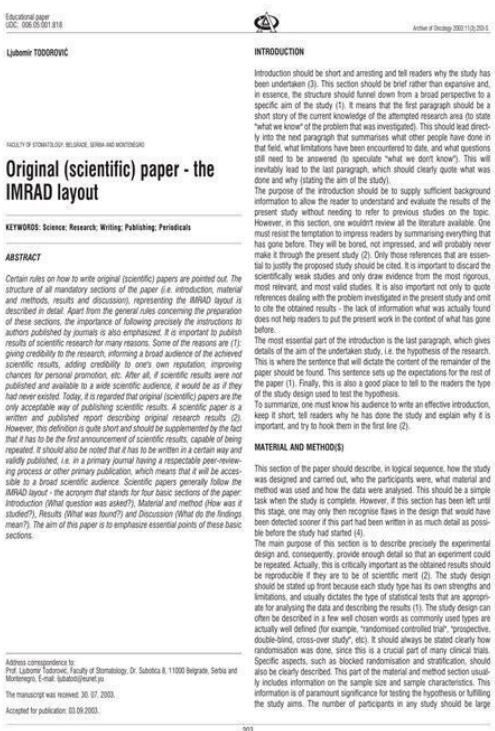 Educational paper
UDC: 006.05:001.818
Archive of Oncology 2003;11(3):203-5.
Ljubomir TODOROVIĆ
FACULTY OF STOMATOLOGY, BELGRADE, SERBIA AND MONTENEGRO
Original (scientific) paper - the
IMRAD layout
KEYWORDS: Science; Research; Writing; Publishing; Periodicals
ABSTRACT
Certain rules on how to write original (scientific) papers are pointed out. The
structure of all mandatory sections of the paper (i.e. introduction, material
and methods, results and discussion), representing the IMRAD layout is
described in detail. Apart from the general rules concerning the preparation
of these sections, the importance of following precisely the instructions to
authors published by journals is also emphasized. It is important to publish
results of scientific research for many reasons. Some of the reasons are (1):
giving credibility to the research, informing a broad audience of the achieved
scientific results, adding credibility to one's own reputation, improving
chances for personal promotion, etc. After all, if scientific results were not
published and available to a wide scientific audience, it would be as if they
had never existed. Today, it is regarded that original (scientific) papers are the
only acceptable way of publishing scientific results. A scientific paper is a
written and published report describing original research results (2).
However, this definition is quite short and should be supplemented by the fact
that it has to be the first announcement of scientific results, capable of being
repeated. It should also be noted that it has to be written in a certain way and
validly published, i.e. in a primary journal having a respectable peer-review-
ing process or other primary publication, which means that it will be acces-
sible to a broad scientific audience. Scientific papers generally follow the
IMRAD layout - the acronym that stands for four basic sections of the paper:
Introduction (What question was asked?), Material and method (How was it
studied?), Results (What was found?) and Discussion (What do the findings
mean?). The aim of this paper is to emphasize essential points of these basic
sections.
Address correspondence to:
Prof. Ljubomir Todorovic, Faculty of Stomatology, Dr. Subotica 8, 11000 Belgrade, Serbia and
Montenegro, E-mail: ljubatod@eunet.yu
The manuscript was received: 30. 07. 2003.
Accepted for publication: 03.09.2003.
INTRODUCTION
Introduction should be short and arresting and tell readers why the study has
been undertaken (3). This section should be brief rather than expansive and,
in essence, the structure should funnel down from a broad perspective to a
specific aim of the study (1). It means that the first paragraph should be a
short story of the current knowledge of the attempted research area (to state
"what we know" of the problem that was investigated). This should lead direct-
ly into the next paragraph that summarises what other people have done in
that field, what limitations have been encountered to date, and what questions
still need to be answered (to speculate "what we don't know"). This will
inevitably lead to the last paragraph, which should clearly quote what was
done and why (stating the aim of the study).
The purpose of the introduction should be to supply sufficient background
information to allow the reader to understand and evaluate the results of the
present study without needing to refer to previous studies on the topic.
However, in this section, one wouldn't review all the literature available. One
must resist the temptation to impress readers by summarising everything that
has gone before. They will be bored, not impressed, and will probably never
make it through the present study (2). Only those references that are essen-
tial to justify the proposed study should be cited. It is important to discard the
scientifically weak studies and only draw evidence from the most rigorous,
most relevant, and most valid studies. It is also important not only to quote
references dealing with the problem investigated in the present study and omit
to cite the obtained results - the lack of information what was actually found
does not help readers to put the present work in the context of what has gone
before.
The most essential part of the introduction is the last paragraph, which gives
details of the aim of the undertaken study, i.e. the hypothesis of the research.
This is where the sentence that will dictate the content of the remainder of the
paper should be found. This sentence sets up the expectations for the rest of
the paper (1). Finally, this is also a good place to tell to the readers the type
of the study design used to test the hypothesis.
To summarize, one must know his audience to write an effective introduction,
keep it short, tell readers why he has done the study and explain why it is
important, and try to hook them in the first line (2).
MATERIAL AND METHOD(S)
This section of the paper should describe, in logical sequence, how the study
was designed and carried out, who the participants were, what material and
method was used and how the data were analysed. This should be a simple
task when the study is complete. However, if this section has been left until
this stage, one may only then recognise flaws in the design that would have
been detected sooner if this part had been written in as much detail as possi-
ble before the study had started (4).
The main purpose of this section is to describe precisely the experimental
design and, consequently, provide enough detail so that an experiment could
be repeated. Actually, this is critically important as the obtained results should
be reproducible if they are to be of scientific merit (2). The study design
should be stated up front because each study type has its own strengths and
limitations, and usually dictates the type of statistical tests that are appropri-
ate for analysing the data and describing the results (1). The study design can
often be described in a few well chosen words as commonly used types are
actually well defined (for example, "randomised controlled trial", "prospective,
double-blind, cross-over study", etc). It should always be stated clearly how
randomisation was done, since this is a crucial part of many clinical trials.
Specific aspects, such as blocked randomisation and stratification, should
also be clearly described. This part of the material and method section usual-
ly includes information on the sample size and sample characteristics. This
information is of paramount significance for testing the hypothesis or fulfilling
the study aims. The number of participants in any study should be large
203